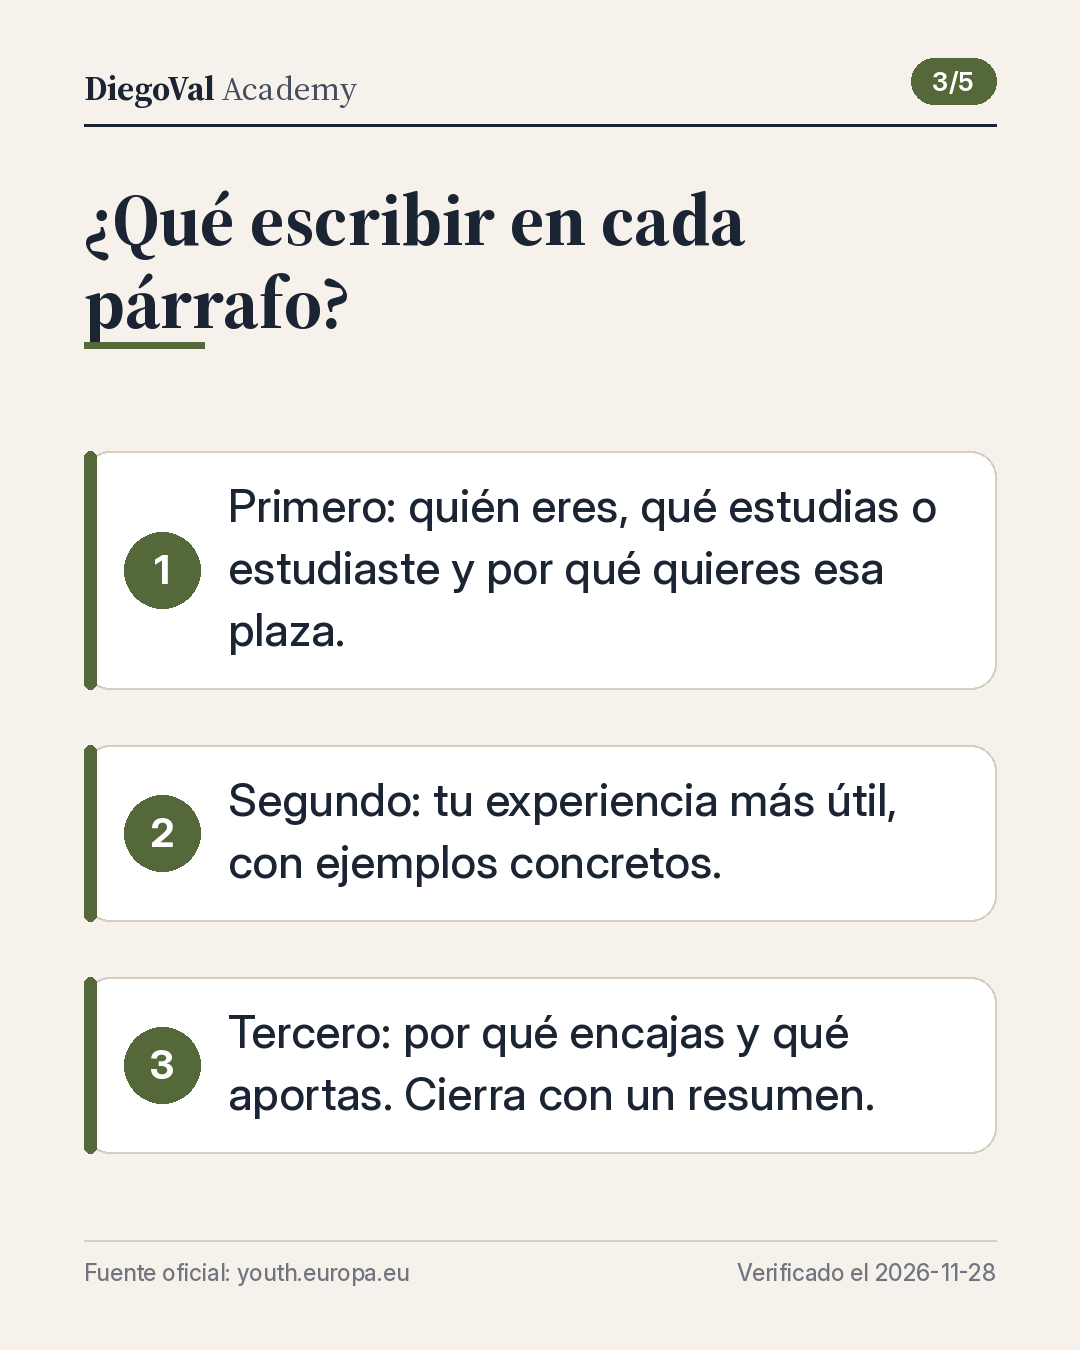 DiegoVal Academy
3/5
¿Qué escribir en cada
párrafo?
1
Primero: quién eres, qué estudias o
estudiaste y por qué quieres esa
plaza.
2
Segundo: tu experiencia más útil,
con ejemplos concretos.
3
Tercero: por qué encajas y qué
aportas. Cierra con un resumen.
Fuente oficial: youth.europa.eu
Verificado el 2026-11-28